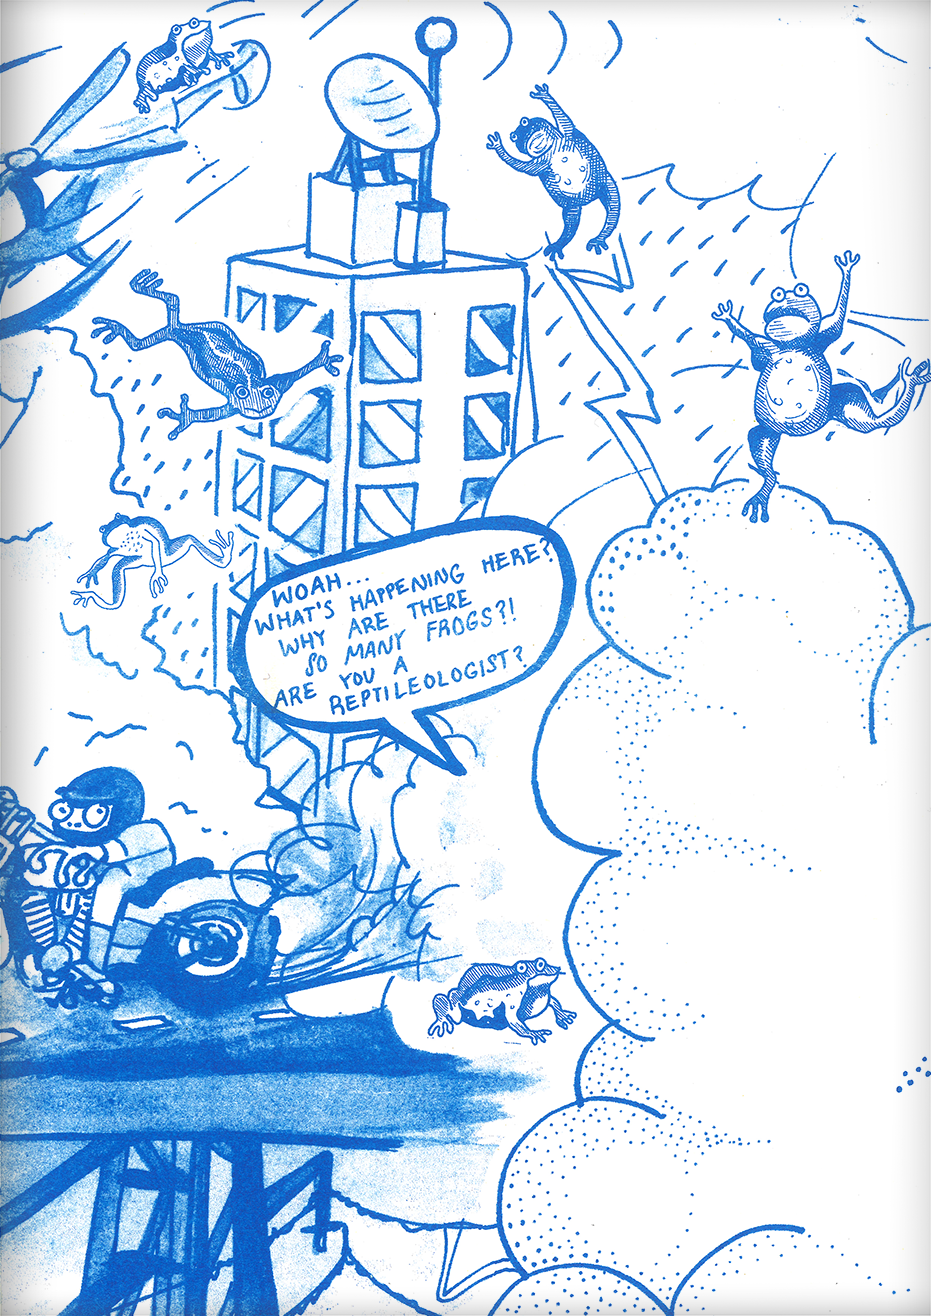 WOAH...
WHAT'S HAPPENING HERE?
WHY ARE THERE
SO MANY FROGS?!
ARE YOU A
REPTILEOLOGIST?